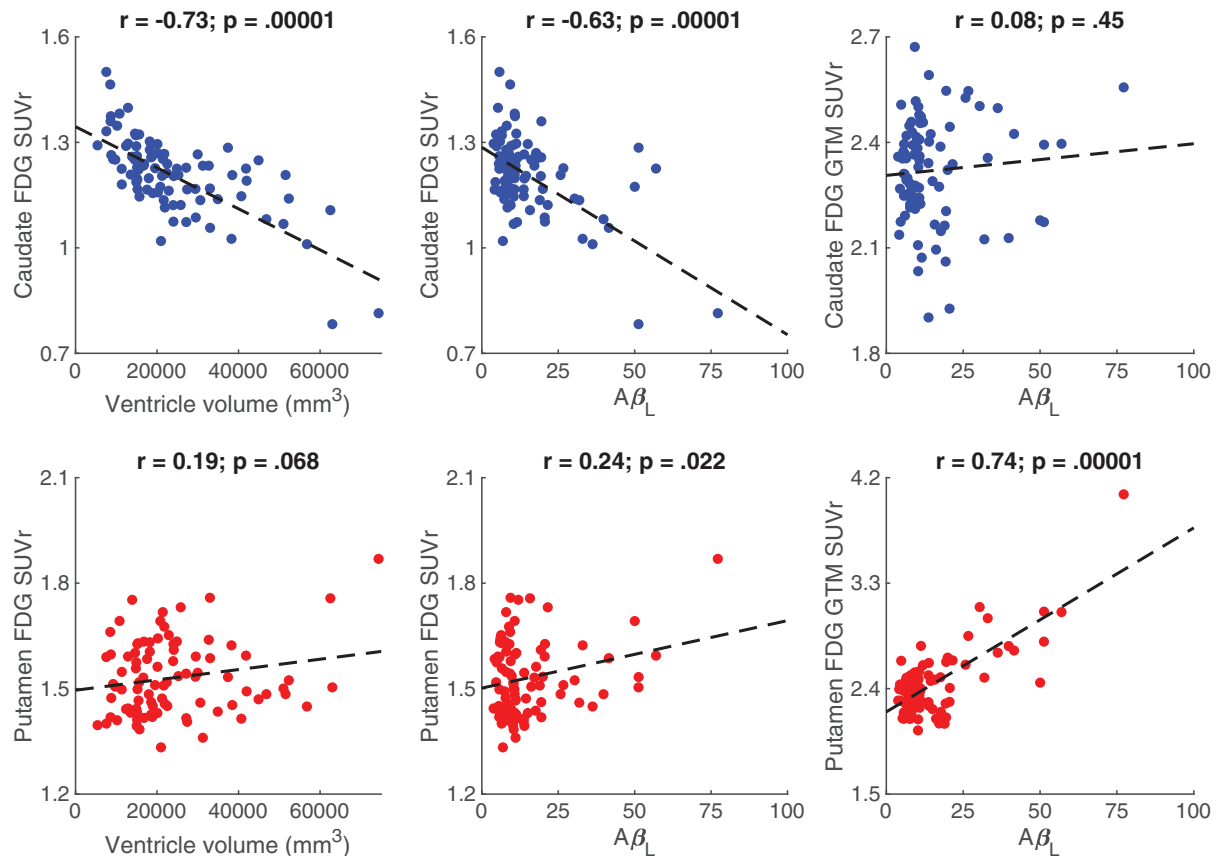 r = -0.73; p = .00001
1.6
1.3
1
0.7
Caudate FDG SUVr
0 20000 40000 60000
Ventricle volume (mm³)
r = -0.63; p = .00001
1.6
1.3
1
0.7
Caudate FDG SUVr
0 25 50 75 100
Aβ_L
r = 0.08; p = .45
2.7
2.4
2.1
1.8
Caudate FDG GTM SUVr
0 25 50 75 100
Aβ_L
r = 0.19; p = .068
2.1
1.8
1.5
1.2
Putamen FDG SUVr
0 20000 40000 60000
Ventricle volume (mm³)
r = 0.24; p = .022
2.1
1.8
1.5
1.2
Putamen FDG SUVr
0 25 50 75 100
Aβ_L
r = 0.74; p = .00001
4.2
3.3
2.4
1.5
Putamen FDG GTM SUVr
0 25 50 75 100
Aβ_L